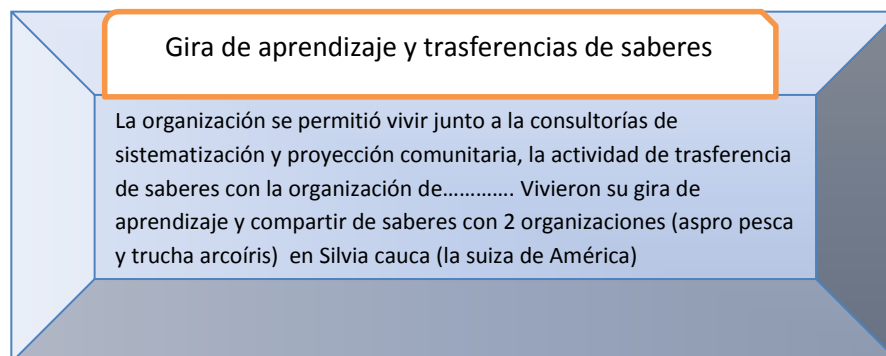 Gira de aprendizaje y trasferencias de saberes
La organización se permitió vivir junto a la consultorías de
sistematización y proyección comunitaria, la actividad de trasferencia
de saberes con la organización de…………. Vivieron su gira de
aprendizaje y compartir de saberes con 2 organizaciones (aspro pesca
y trucha arcoíris)  en Silvia cauca (la suiza de América)